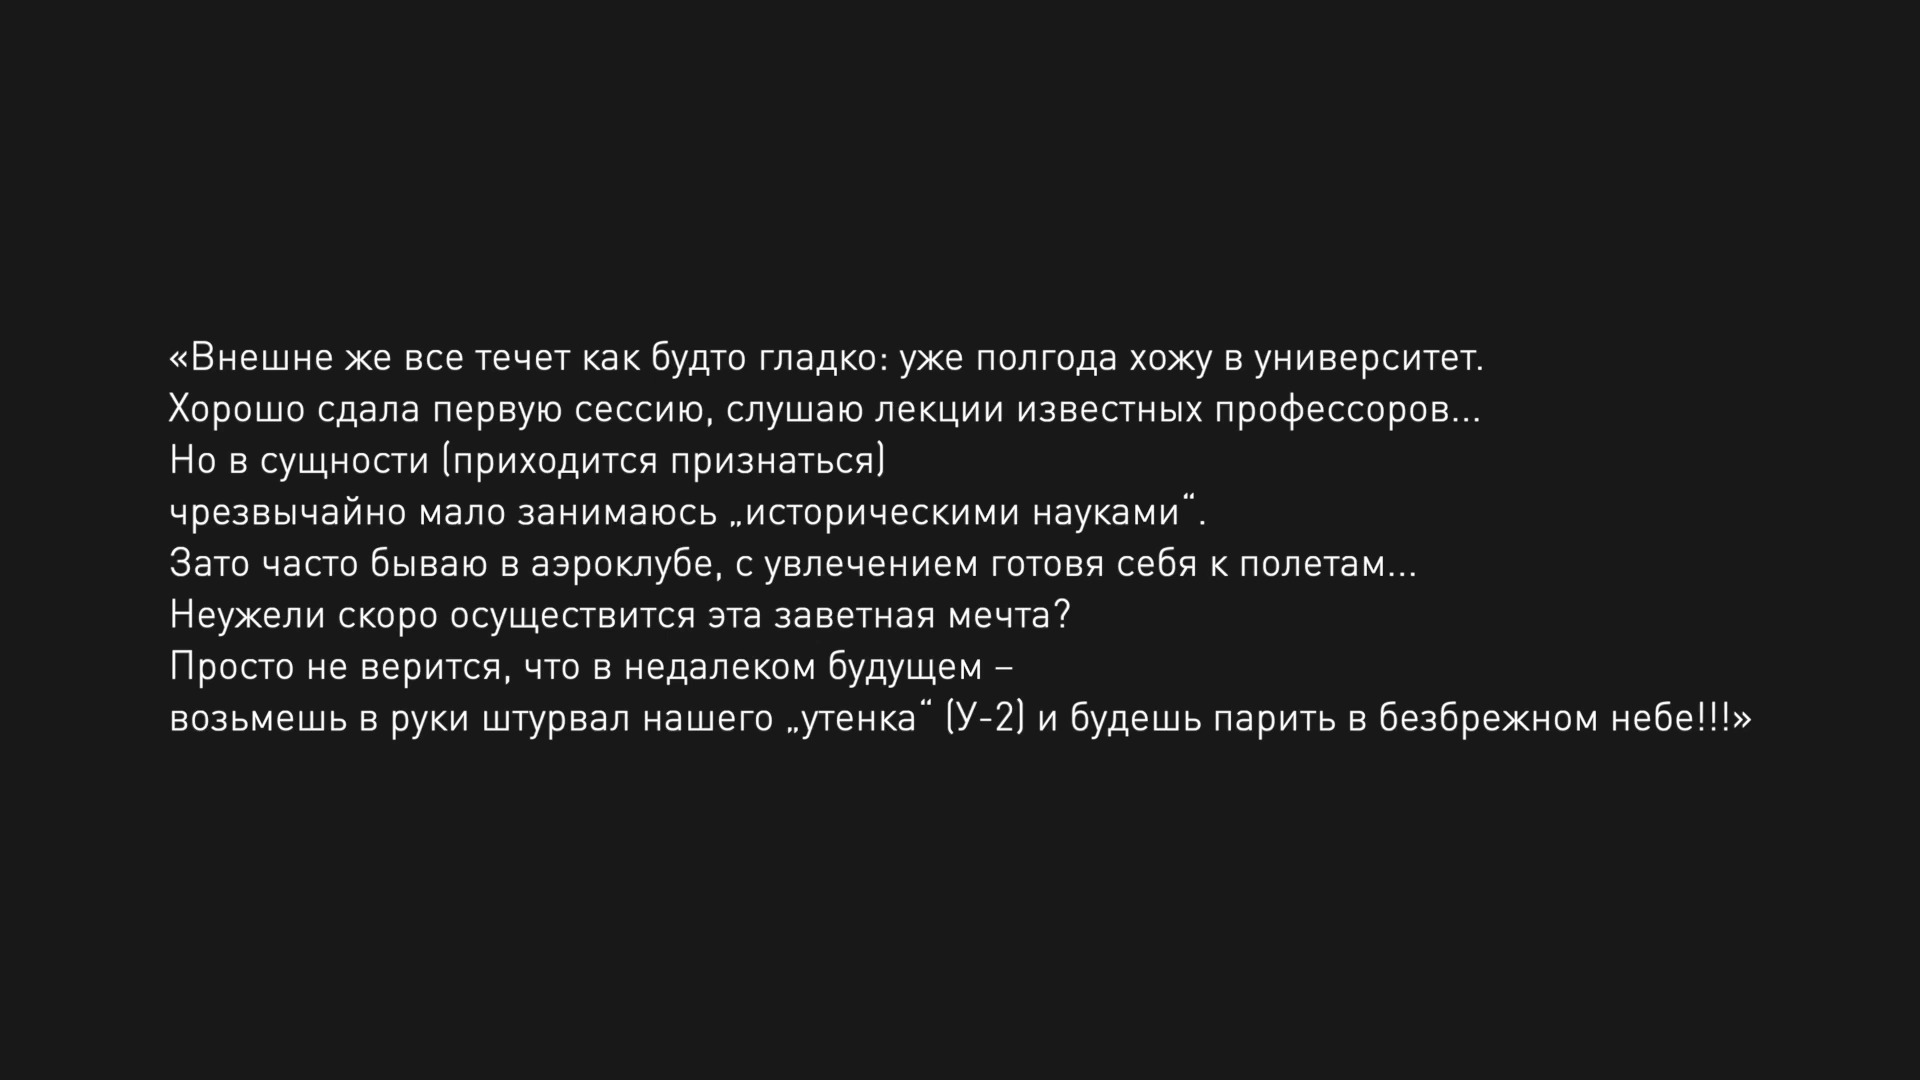 «Внешне же все течет как будто гладко: уже полгода хожу в университет.
Хорошо сдала первую сессию, слушаю лекции известных профессоров...
Но в сущности (приходится признаться)
чрезвычайно мало занимаюсь „историческими науками“.
Зато часто бываю в аэроклубе, с увлечением готовя себя к полетам...
Неужели скоро осуществится эта заветная мечта?
Просто не верится, что в недалеком будущем –
возьмешь в руки штурвал нашего „утенка“ (У-2) и будешь парить в безбрежном небе!!!»